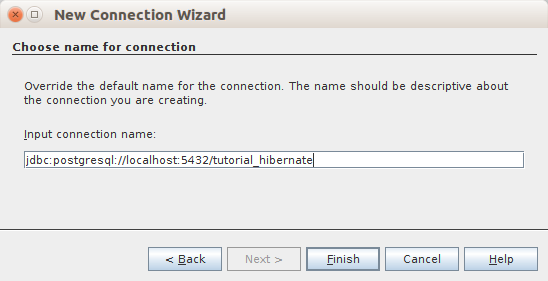 New Connection Wizard
Choose name for connection
Override the default name for the connection. The name should be descriptive about
the connection you are creating.
Input connection name:
jdbc:postgresql://localhost:5432/tutorial_hibernate
< Back Next > Finish Cancel Help